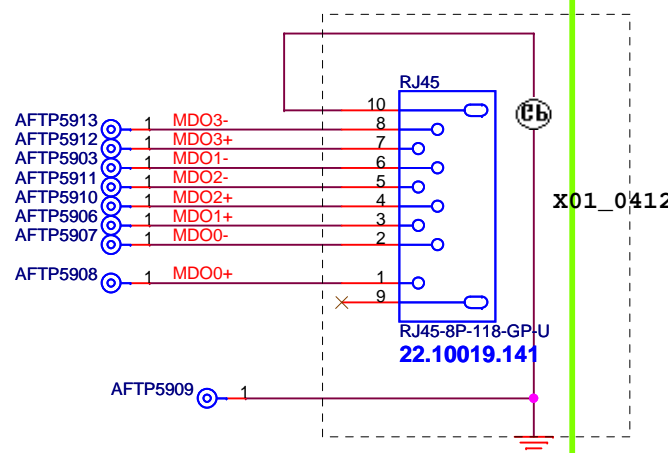 RJ45
10
AFTP5913 1 MDO3- 8
AFTP5912 1 MDO3+ 7
AFTP5903 1 MDO1- 6
AFTP5911 1 MDO2- 5
AFTP5910 1 MDO2+ 4
AFTP5906 1 MDO1+ 3
AFTP5907 1 MDO0- 2
AFTP5908 1 MDO0+ 1
9
Cb
X01_0412
RJ45-8P-118-GP-U
22.10019.141
AFTP5909 1